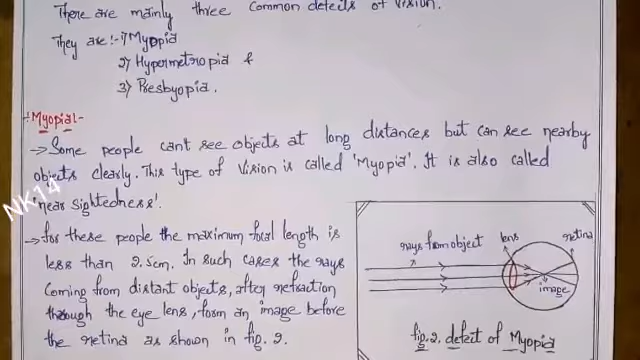 There are mainly three common defects of vision.
They are :- 1) Myopia
2) Hypermetropia &
3) Presbyopia.
:- Myopia :-
→ Some people can't see objects at long distances but can see nearby
objects clearly. This type of vision is called 'Myopia'. It is also called
'near sightedness'.
→ For these people the maximum focal length is
less than 2.5cm. In such cases the rays
coming from distant objects, after refraction
through the eye lens, form an image before
the retina as shown in fig. 2.
rays from object
lens
retina
image
fig. 2. defect of Myopia
NK14